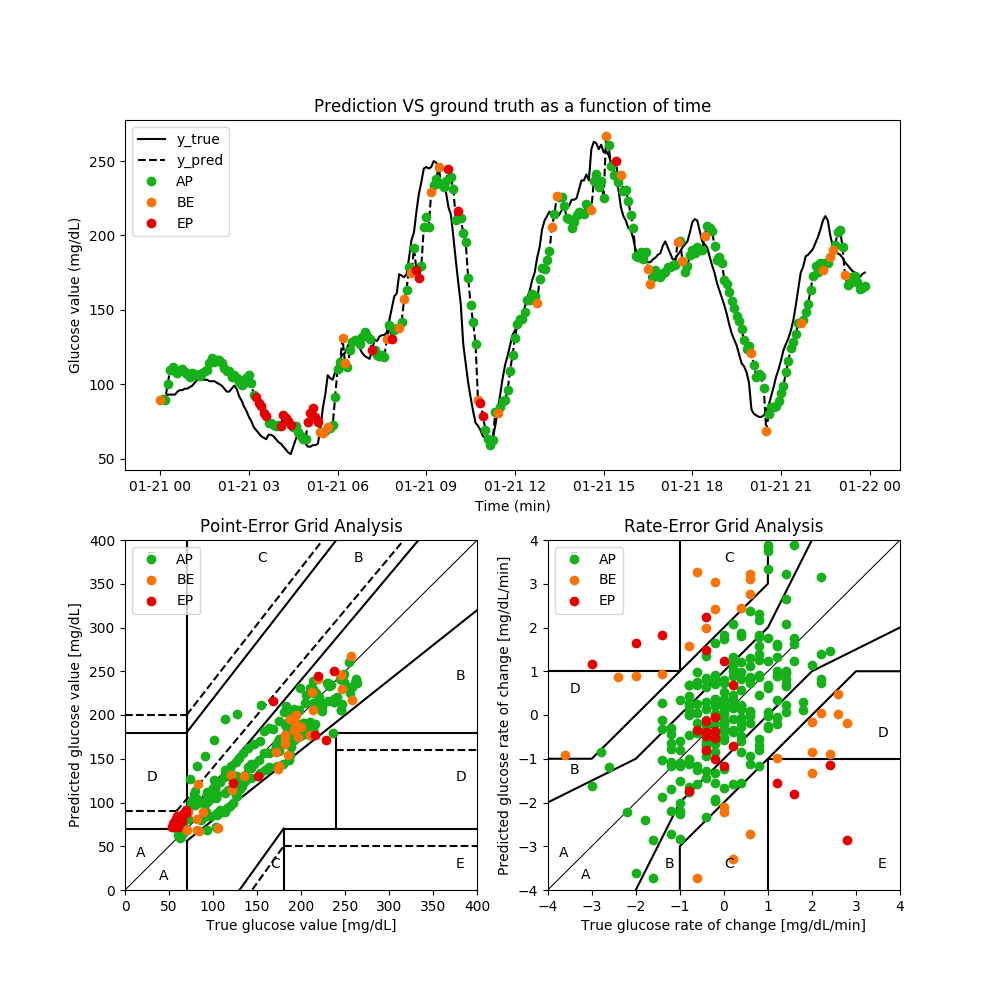 Prediction VS ground truth as a function of time
Glucose value (mg/dL)
250
200
150
100
50
y_true
y_pred
AP
BE
EP
01-21 00 01-21 03 01-21 06 01-21 09 01-21 12 01-21 15 01-21 18 01-21 21 01-22 00
Time (min)
Point-Error Grid Analysis
Predicted glucose value [mg/dL]
400
350
300
250
200
150
100
50
0
AP
BE
EP
C
B
B
D
D
A
A
C
E
0 50 100 150 200 250 300 350 400
True glucose value [mg/dL]
Rate-Error Grid Analysis
Predicted glucose rate of change [mg/dL/min]
4
3
2
1
0
−1
−2
−3
−4
AP
BE
EP
C
D
D
B
A
A
B
C
E
−4 −3 −2 −1 0 1 2 3 4
True glucose rate of change [mg/dL/min]